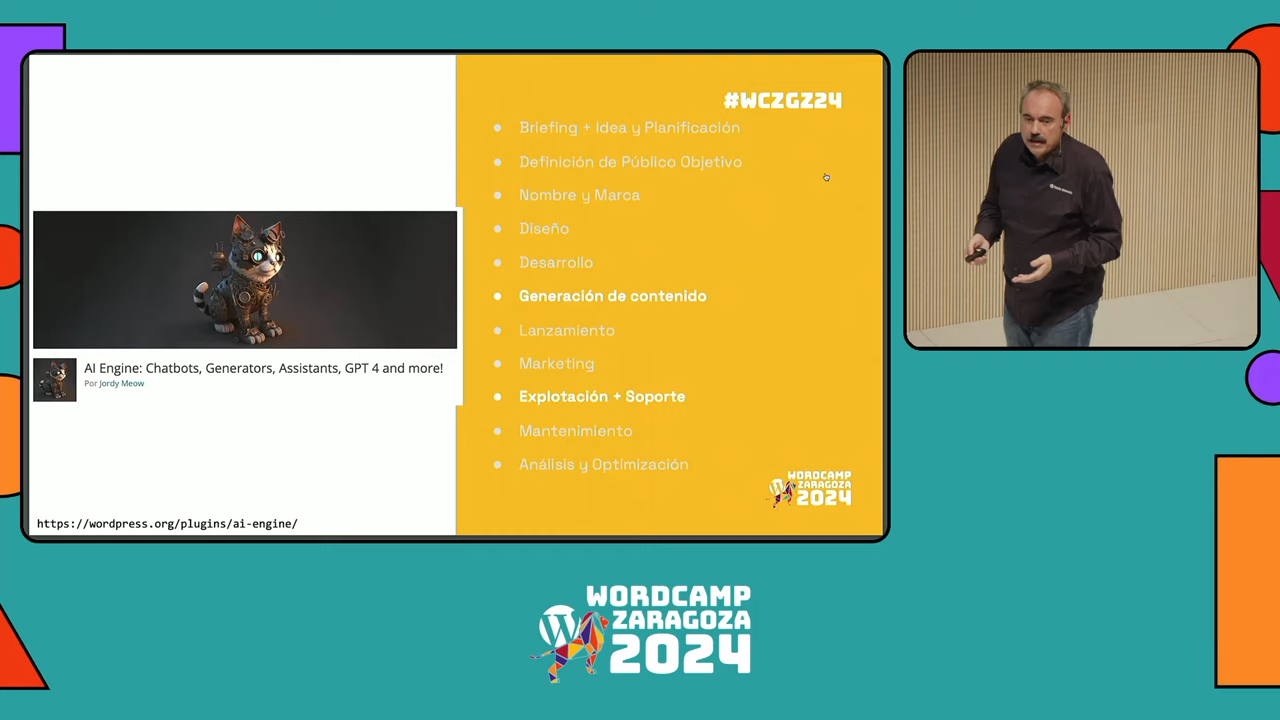 #WCZGZ24
Briefing + Idea y Planificación
Definición de Público Objetivo
Nombre y Marca
Diseño
Desarrollo
Generación de contenido
Lanzamiento
Marketing
Explotación + Soporte
Mantenimiento
Análisis y Optimización
AI Engine: Chatbots, Generators, Assistants, GPT 4 and more!
Por Jordy Meow
https://wordpress.org/plugins/ai-engine/
WORDCAMP
ZARAGOZA
2024
WORDCAMP
ZARAGOZA
2024